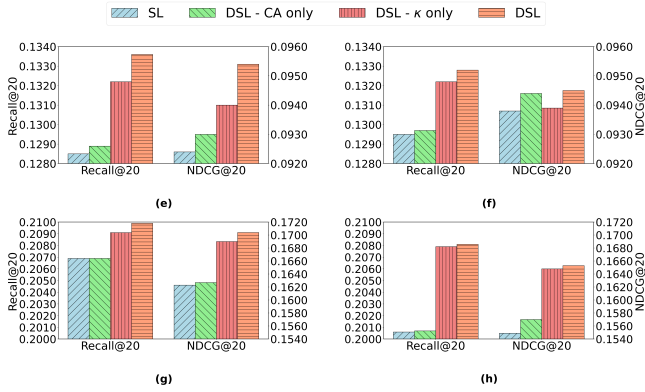 SL DSL - CA only DSL - κ only DSL
0.1340 0.0960 0.1340 0.0960
0.1330 0.0950 0.1330 0.0950
0.1320 0.1320
0.1310 0.0940 0.1310 0.0940
0.1300 0.1300
0.1290 0.0930 0.1290 0.0930
0.1280 0.0920 0.1280 0.0920
Recall@20 NDCG@20 Recall@20 NDCG@20
Recall@20 NDCG@20
(e) (f)
0.2100 0.1720 0.2100 0.1720
0.2090 0.1700 0.2090 0.1700
0.2080 0.1680 0.2080 0.1680
0.2070 0.1660 0.2070 0.1660
0.2060 0.1640 0.2060 0.1640
0.2050 0.1620 0.2050 0.1620
0.2040 0.1600 0.2040 0.1600
0.2030 0.1580 0.2030 0.1580
0.2020 0.1560 0.2020 0.1560
0.2010 0.2010
0.2000 0.1540 0.2000 0.1540
Recall@20 NDCG@20 Recall@20 NDCG@20
Recall@20 NDCG@20
(g) (h)